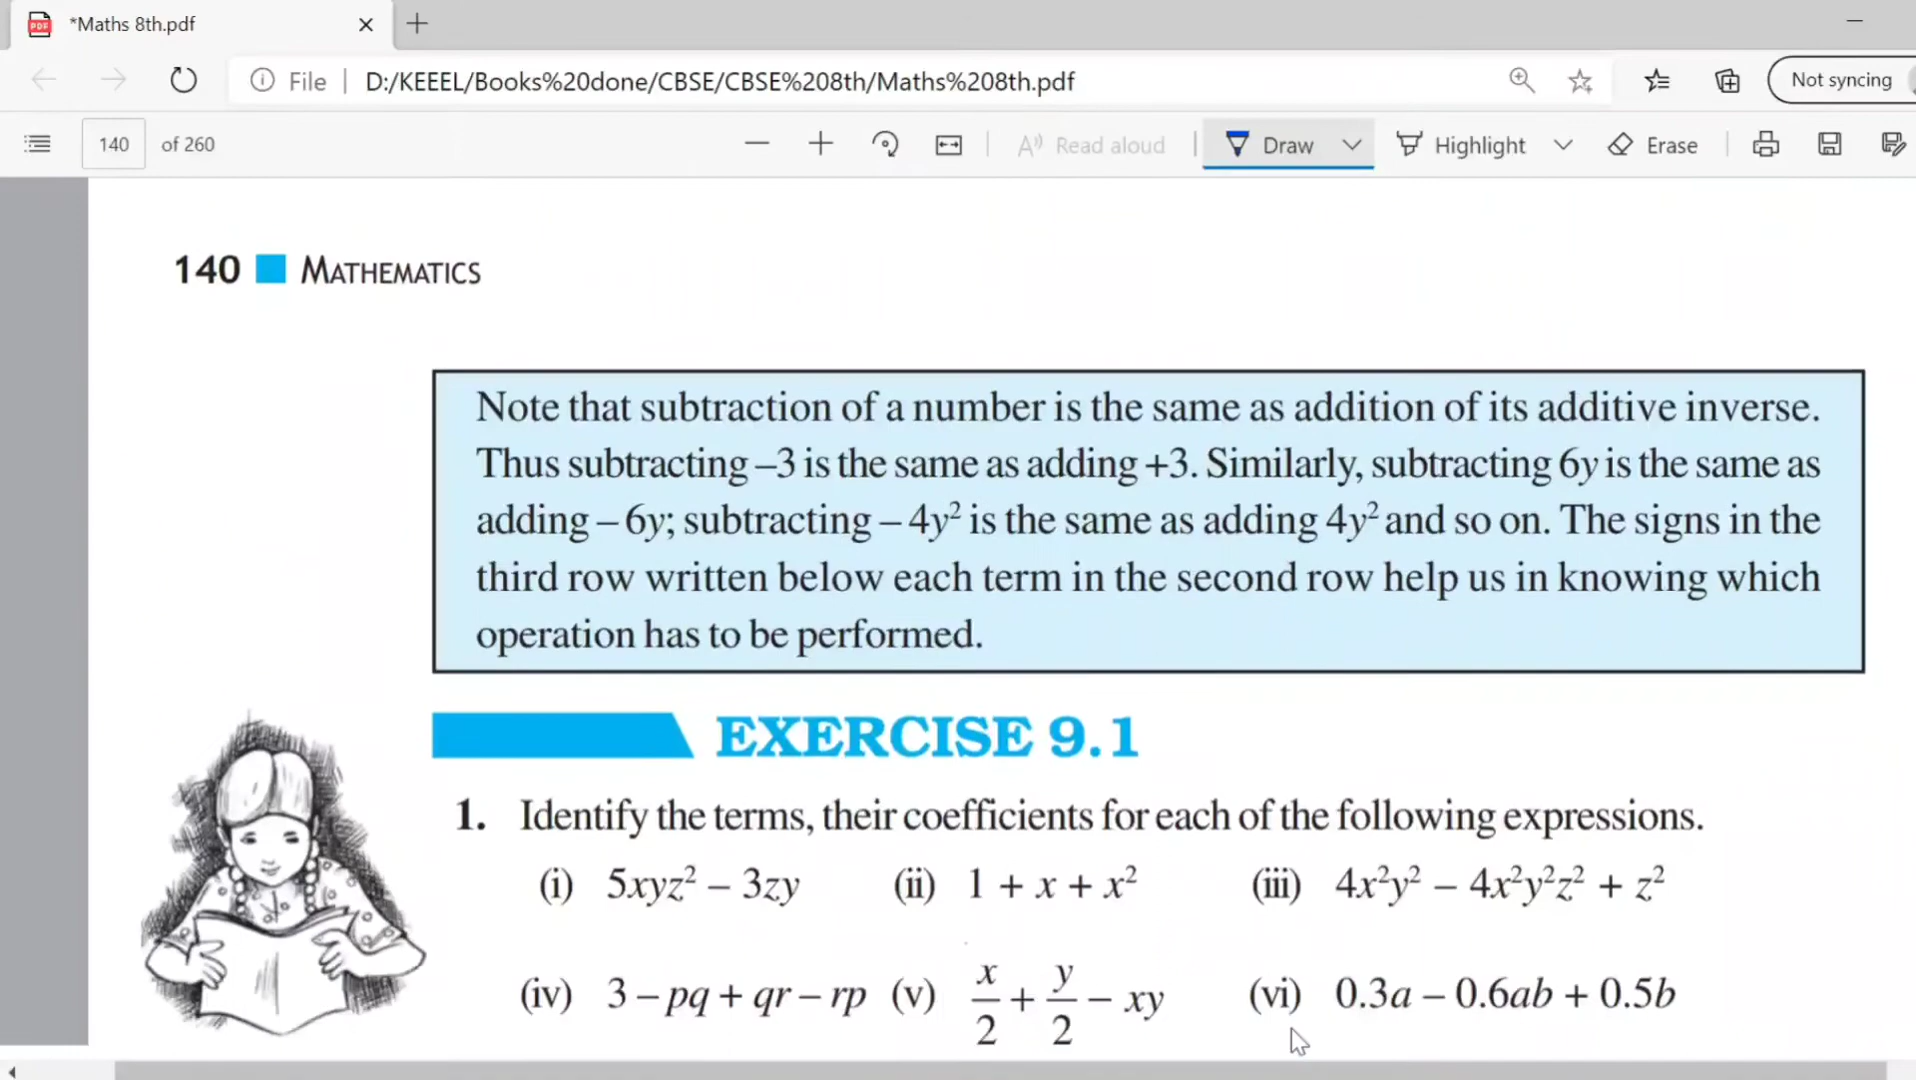 *Maths 8th.pdf
File | D:/KEEEL/Books%20done/CBSE/CBSE%208th/Maths%208th.pdf
Not syncing
140 of 260
Read aloud
Draw
Highlight
Erase
140 MATHEMATICS
Note that subtraction of a number is the same as addition of its additive inverse.
Thus subtracting –3 is the same as adding +3. Similarly, subtracting 6y is the same as
adding – 6y; subtracting – 4y² is the same as adding 4y² and so on. The signs in the
third row written below each term in the second row help us in knowing which
operation has to be performed.
EXERCISE 9.1
1. Identify the terms, their coefficients for each of the following expressions.
(i) 5xyz² – 3zy (ii) 1 + x + x² (iii) 4x²y² – 4x²y²z² + z²
(iv) 3 – pq + qr – rp (v) x/2 + y/2 – xy (vi) 0.3a – 0.6ab + 0.5b